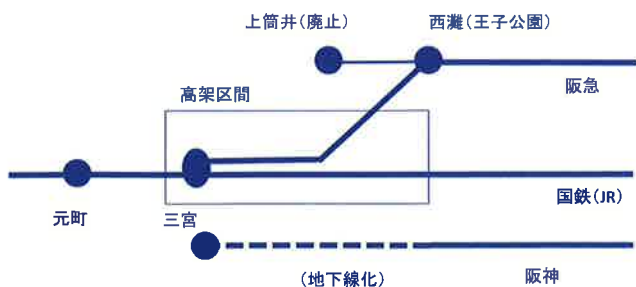 上筒井（廃止）
西灘（王子公園）
阪急
高架区間
国鉄（JR）
元町
三宮
（地下線化）
阪神